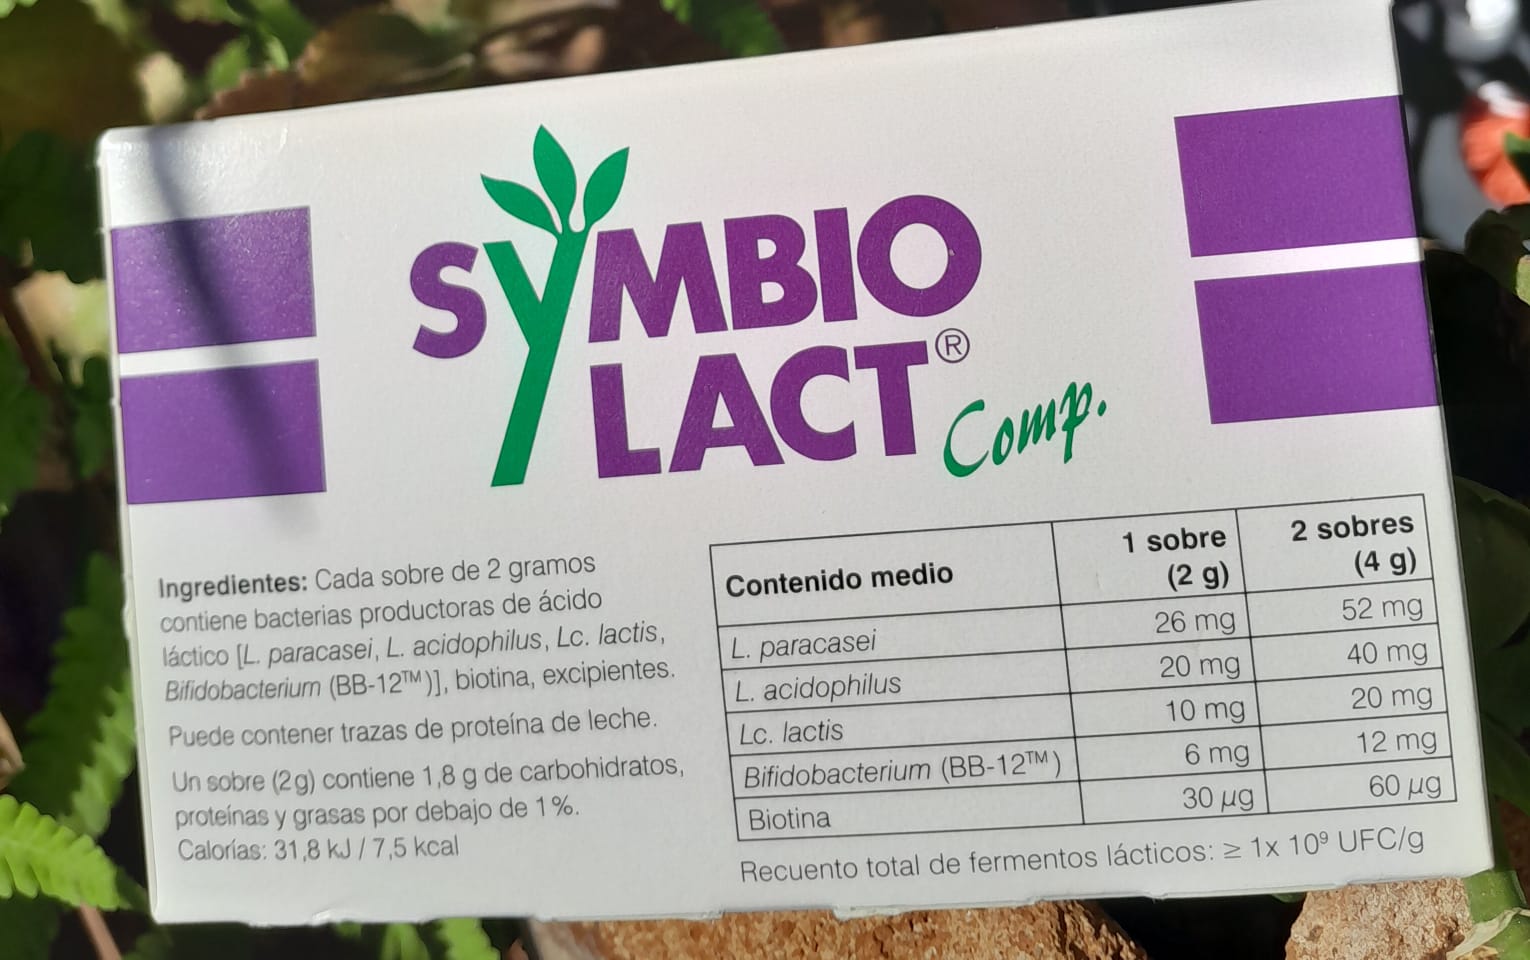 SYMBIO
LACT®
Comp.
Ingredientes: Cada sobre de 2 gramos
contiene bacterias productoras de ácido
láctico [L. paracasei, L. acidophilus, Lc. lactis,
Bifidobacterium (BB-12™)], biotina, excipientes.
Puede contener trazas de proteína de leche.
Un sobre (2g) contiene 1,8 g de carbohidratos,
proteínas y grasas por debajo de 1%.
Calorías: 31,8 kJ / 7,5 kcal
Contenido medio 1 sobre (2 g) 2 sobres (4 g)
L. paracasei 26 mg 52 mg
L. acidophilus 20 mg 40 mg
Lc. lactis 10 mg 20 mg
Bifidobacterium (BB-12™) 6 mg 12 mg
Biotina 30 µg 60 µg
Recuento total de fermentos lácticos: ≥ 1x 10⁹ UFC/g